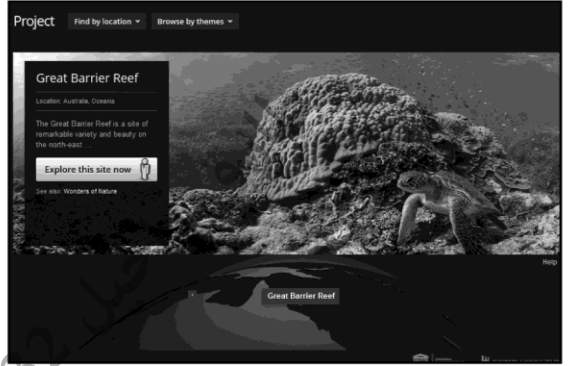 Project Find by location Browse by themes
Great Barrier Reef
Location: Australia, Oceania
The Great Barrier Reef is a site of
remarkable variety and beauty on
the north-east ...
Explore this site now
See also: Wonders of Nature
Help
Great Barrier Reef